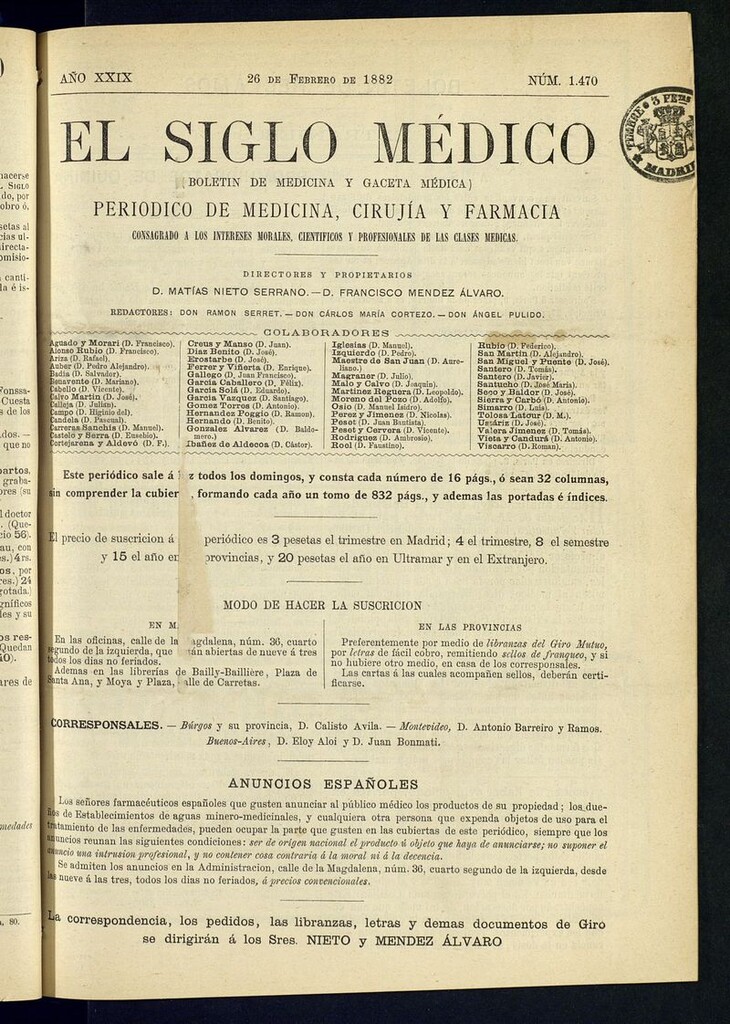 AÑO XXIX 26 DE FEBRERO DE 1882 NÚM. 1.470
TIMBRE 3 PEtas
MADRID
EL SIGLO MÉDICO
(BOLETIN DE MEDICINA Y GACETA MÉDICA)
PERIODICO DE MEDICINA, CIRUJÍA Y FARMACIA
CONSAGRADO A LOS INTERESES MORALES, CIENTIFICOS Y PROFESIONALES DE LAS CLASES MEDICAS.
DIRECTORES Y PROPIETARIOS
D. MATÍAS NIETO SERRANO.—D. FRANCISCO MENDEZ ÁLVARO.
REDACTORES: DON RAMON SERRET.—DON CÁRLOS MARÍA CORTEZO.—DON ÁNGEL PULIDO.
COLABORADORES
Aguado y Morari (D. Francisco).
Alonso Rubio (D. Francisco).
Ariza (D. Rafael).
Auber (D. Pedro Alejandro).
Badía (D. Salvador).
Benavente (D. Mariano).
Cabello (D. Vicente).
Calvo Martin (D. José).
Calleja (D. Julian).
Campo (D. Higinio del)
Candela (D. Pascual).
Carreras Sanchis (D. Manuel).
Castelo y Serra (D. Eusebio).
Cortejarena y Aldevó (D. F.).
Creus y Manso (D. Juan).
Diaz Benito (D. José).
Erostarbe (D. José).
Ferrer y Viñerta (D. Enrique).
Gallego (D. Juan Francisco).
García Caballero (D. Félix).
García Solá (D. Eduardo).
Garcia Vazquez (D. Santiago).
Gomez Torres (D. Antonio).
Hernandez Poggio (D. Ramon).
Hernando (D. Benito).
Gonzalez Alvarez (D. Baldo-
mero.)
Ibañez de Aldecoa (D. Cástor).
Iglesias (D. Manuel).
Izquierdo (D. Pedro).
Maestre de San Juan (D. Aure-
liano.)
Magraner (D. Julio).
Malo y Calvo (D. Joaquin).
Martinez Reguera (D. Leopoldo).
Moreno del Pozo (D. Adolfo).
Osio (D. Manuel Isidro).
Perez y Jimenez (D. Nicolas).
Peset (D. Juan Bautista).
Peset y Cervera (D. Vicente).
Rodriguez (D. Ambrosio).
Roel (D. Faustino).
Rubio (D. Federico).
San Martin (D. Alejandro).
San Miguel y Puente (D. José).
Santero (D. Tomás).
Santero (D. Javier).
Santucho (D. José María).
Seco y Baldor (D. José).
Sierra y Carbó (D. Antonio).
Simarro (D. Luis).
Tolosa Latour (D. M.).
Ustáriz (D. José).
Valera Jimenez (D. Tomás).
Vieta y Candurá (D. Antonio).
Viscarro (D. Roman).
Este periódico sale á z todos los domingos, y consta cada número de 16 págs., ó sean 32 columnas,
sin comprender la cubier , formando cada año un tomo de 832 págs., y ademas las portadas é índices.
El precio de suscricion á periódico es 3 pesetas el trimestre en Madrid; 4 el trimestre, 8 el semestre
y 15 el año en provincias, y 20 pesetas el año en Ultramar y en el Extranjero.
MODO DE HACER LA SUSCRICION
EN M
En las oficinas, calle de la agdalena, núm. 36, cuarto
segundo de la izquierda, que tán abiertas de nueve á tres
todos los dias no feriados.
Ademas en las librerías de Bailly-Baillière, Plaza de
Santa Ana, y Moya y Plaza, alle de Carretas.
EN LAS PROVINCIAS
Preferentemente por medio de libranzas del Giro Mutuo,
por letras de fácil cobro, remitiendo sellos de franqueo, y si
no hubiere otro medio, en casa de los corresponsales.
Las cartas á las cuales acompañen sellos, deberán certi-
ficarse.
CORRESPONSALES. — Búrgos y su provincia, D. Calisto Avila. — Montevideo, D. Antonio Barreiro y Ramos.
Buenos-Aires, D. Eloy Aloi y D. Juan Bonmati.
ANUNCIOS ESPAÑOLES
Los señores farmacéuticos españoles que gusten anunciar al público médico los productos de su propiedad; los due-
ños de Establecimientos de aguas minero-medicinales, y cualquiera otra persona que expenda objetos de uso para el
tratamiento de las enfermedades, pueden ocupar la parte que gusten en las cubiertas de este periódico, siempre que los
anuncios reunan las siguientes condiciones: ser de origen nacional el producto ú objeto que haya de anunciarse; no suponer el
anuncio una intrusion profesional, y no contener cosa contraria á la moral ni á la decencia.
Se admiten los anuncios en la Administracion, calle de la Magdalena, núm. 36, cuarto segundo de la izquierda, desde
las nueve á las tres, todos los dias no feriados, á precios convencionales.
La correspondencia, los pedidos, las libranzas, letras y demas documentos de Giro
se dirigirán á los Sres. NIETO y MENDEZ ÁLVARO